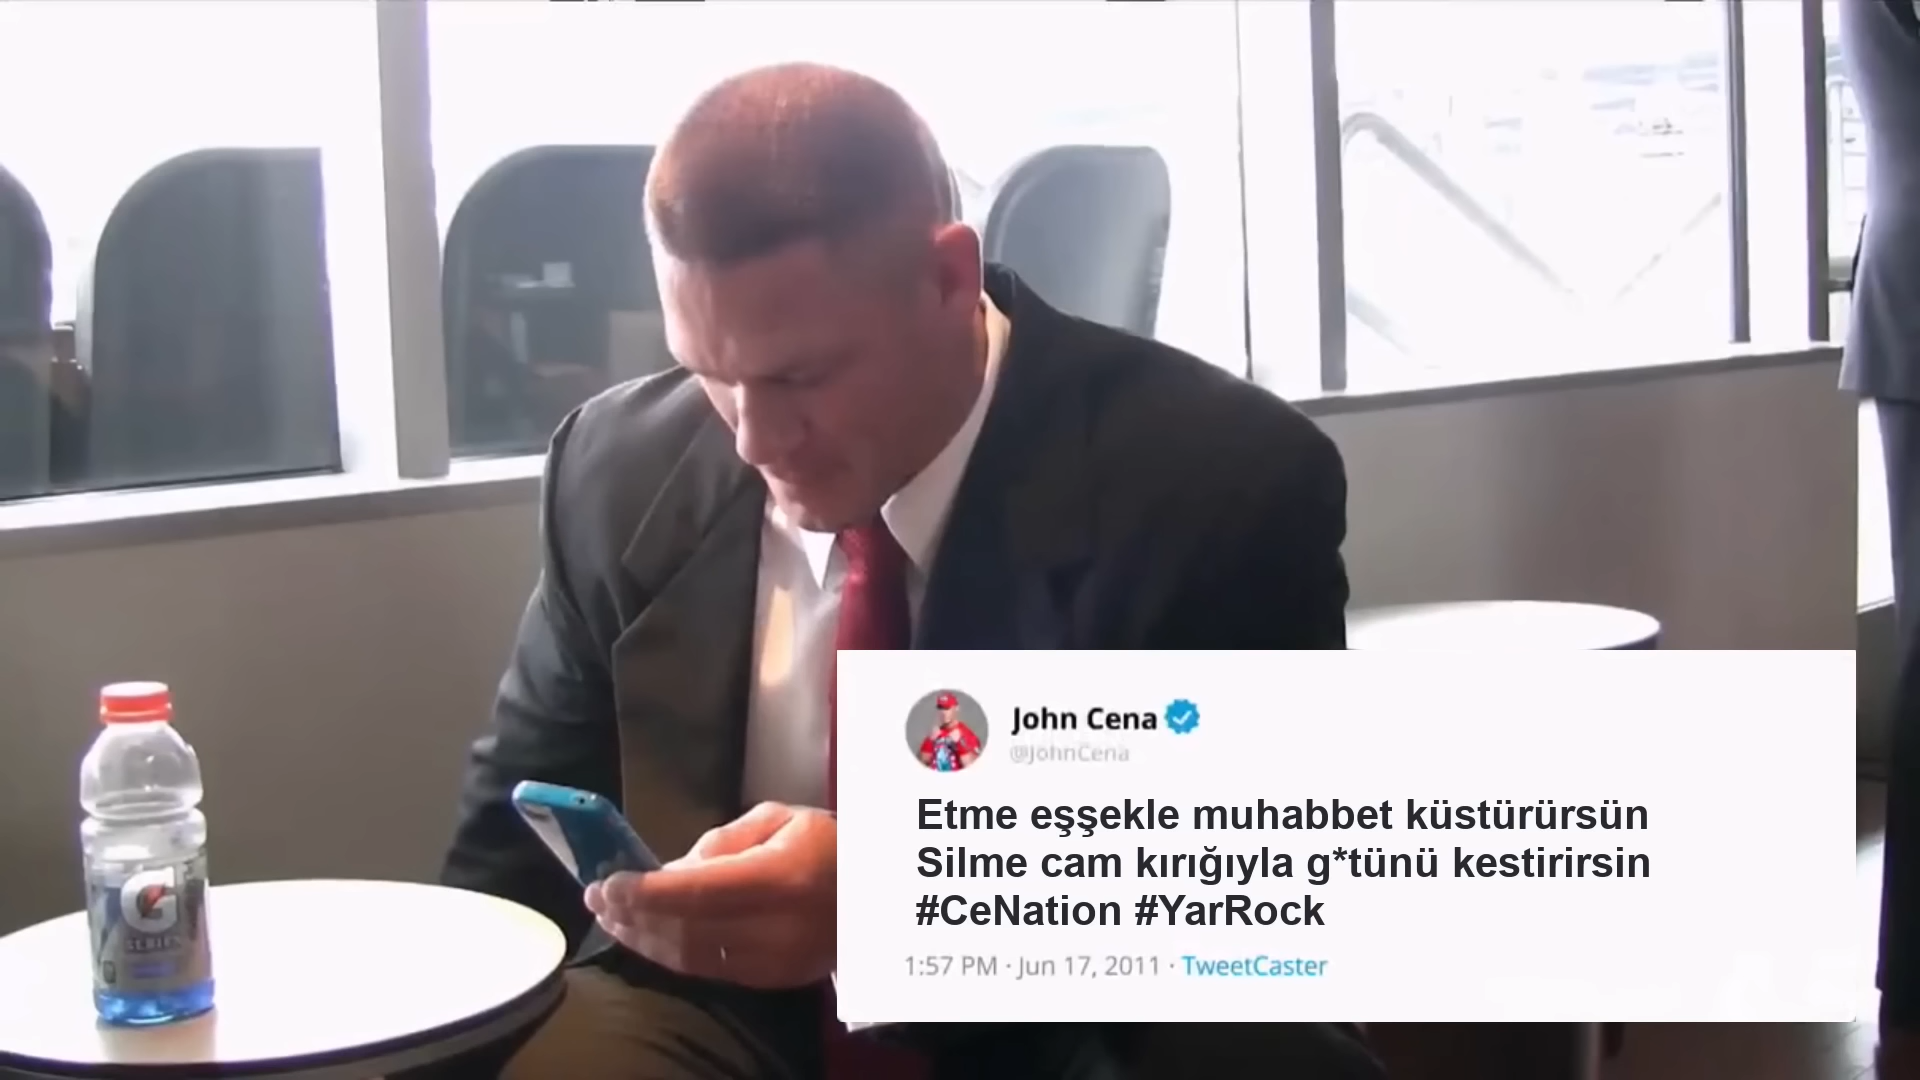 John Cena
@JohnCena
Etme eşşekle muhabbet küstürürsün
Silme cam kırığıyla g*tünü kestirirsin
#CeNation #YarRock
1:57 PM · Jun 17, 2011 · TweetCaster
G
SERIES